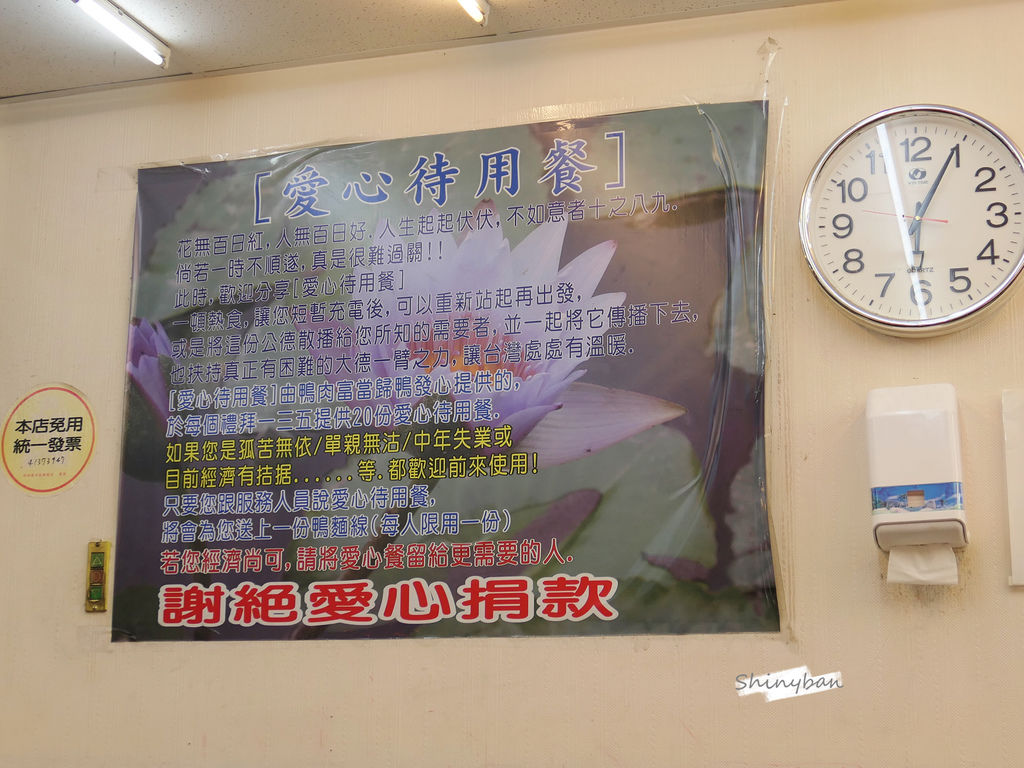 [愛心待用餐]
花無百日紅,人無百日好.人生起起伏伏,不如意者十之八九.
倘若一時不順遂,真是很難過關!!
此時,歡迎分享[愛心待用餐]
一頓熱食,讓您短暫充電後,可以重新站起再出發,
或是將這份公德散播給您所知的需要者,並一起將它傳播下去,
也扶持真正有困難的大德一臂之力,讓台灣處處有溫暖.
[愛心待用餐]由鴨肉富當歸鴨發心提供的,
於每個禮拜一三五提供20份愛心待用餐.
如果您是孤苦無依/單親無沽/中年失業或
目前經濟有拮据......等.都歡迎前來使用!
只要您跟服務人員說愛心待用餐,
將會為您送上一份鴨麵線(每人限用一份)
若您經濟尚可,請將愛心餐留給更需要的人.
謝絕愛心捐款
本店免用
統一發票
12
1
2
3
4
5
6
7
8
9
10
11
QUARTZ
Shinyban